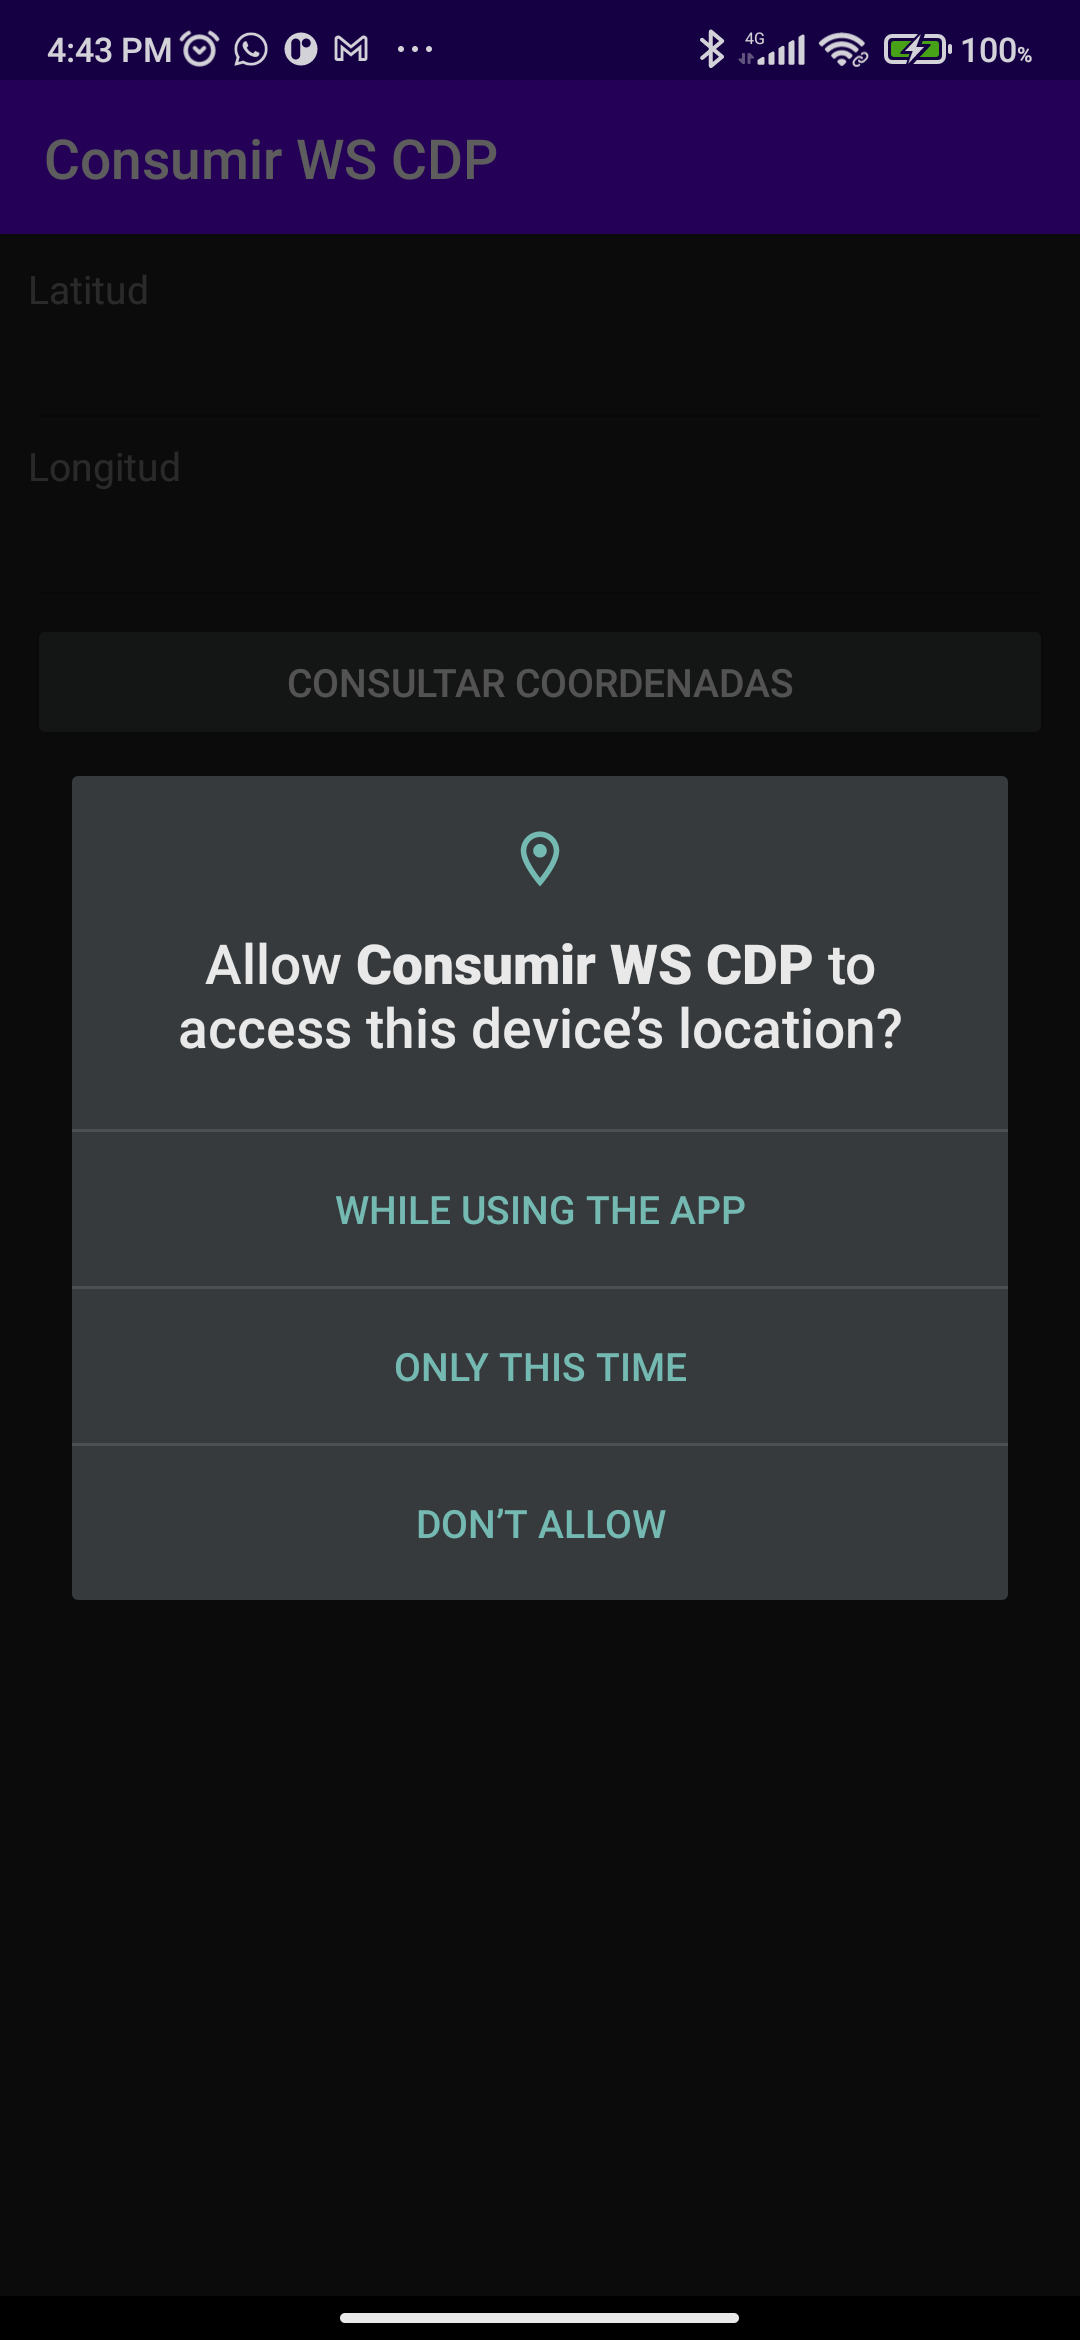 4:43 PM 4G 100%
Consumir WS CDP
Latitud
Longitud
CONSULTAR COORDENADAS
Allow Consumir WS CDP to
access this device’s location?
WHILE USING THE APP
ONLY THIS TIME
DON’T ALLOW